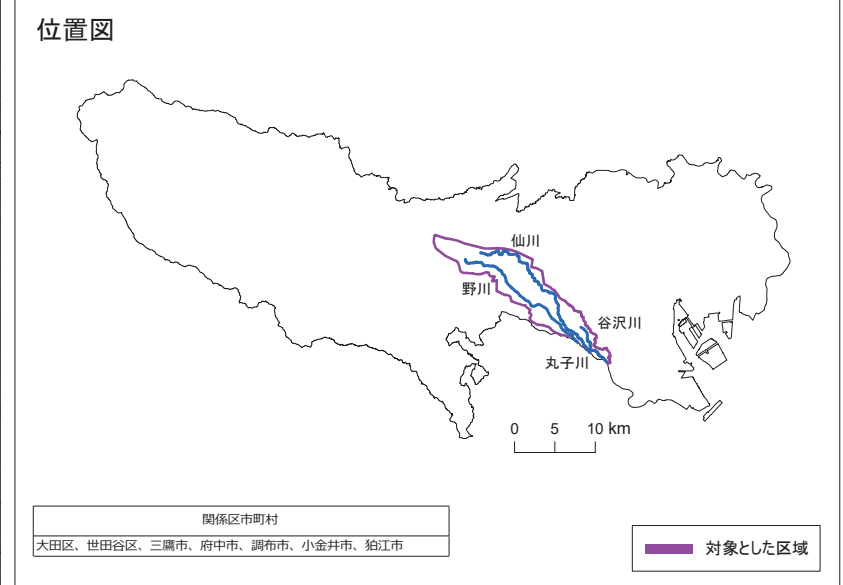 位置図
仙川
野川
谷沢川
丸子川
0 5 10 km
関係区市町村
大田区、世田谷区、三鷹市、府中市、調布市、小金井市、狛江市
対象とした区域